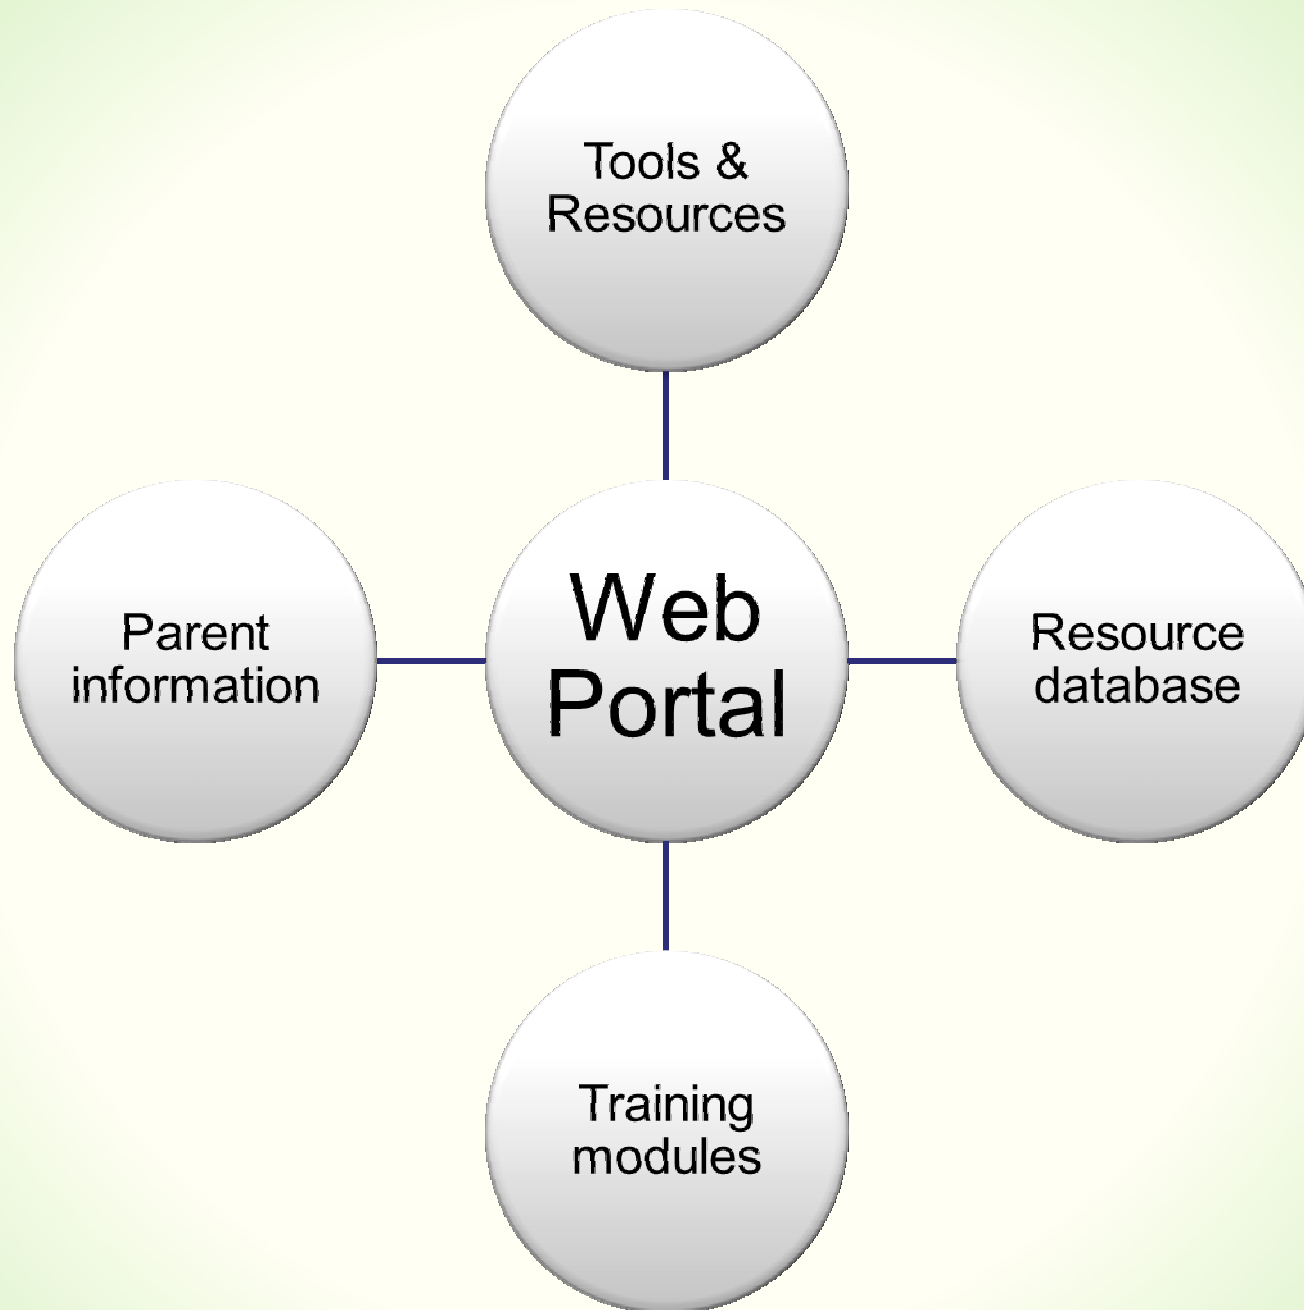 Tools &
Resources
Parent
information
Web
Portal
Resource
database
Training
modules